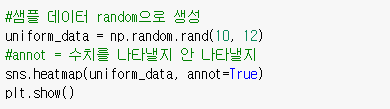 #샘플 데이터 random으로 생성
uniform_data = np.random.rand(10, 12)
#annot = 수치를 나타낼지 안 나타낼지
sns.heatmap(uniform_data, annot=True)
plt.show()